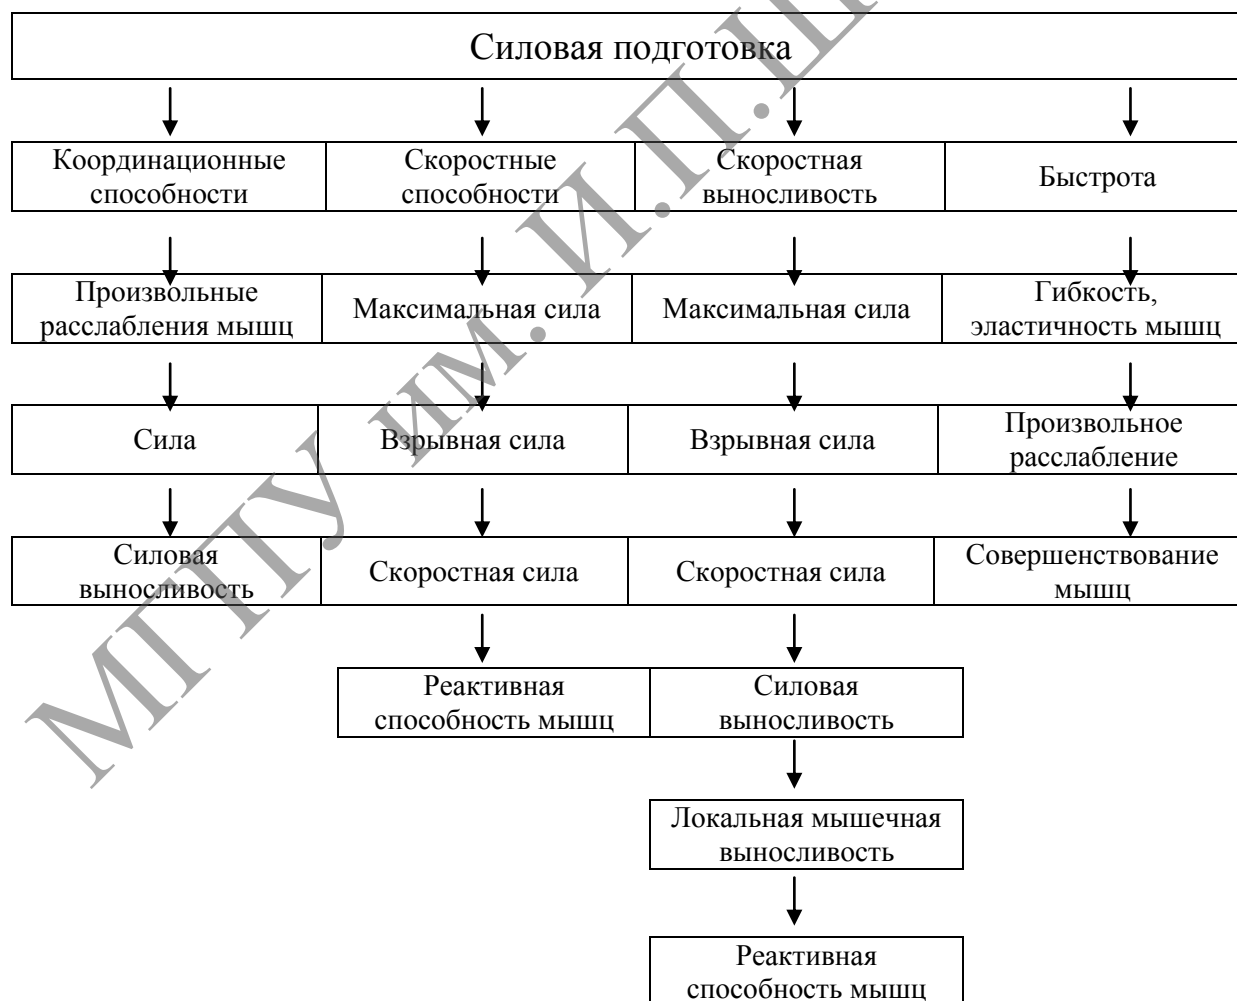 Силовая подготовка
Координационные
способности
Скоростные
способности
Скоростная
выносливость
Быстрота
Произвольные
расслабления мышц
Максимальная сила
Максимальная сила
Гибкость,
эластичность мышц
Сила
Взрывная сила
Взрывная сила
Произвольное
расслабление
Силовая
выносливость
Скоростная сила
Скоростная сила
Совершенствование
мышц
Реактивная
способность мышц
Силовая
выносливость
Локальная мышечная
выносливость
Реактивная
способность мышц
МГПУ им. И.П.Ш